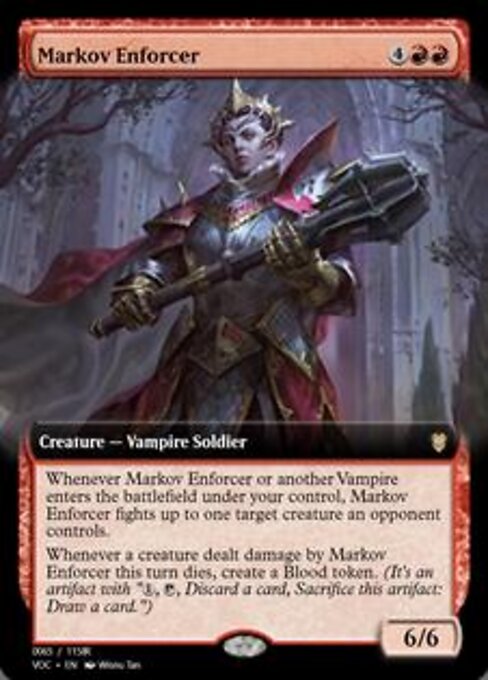 Markov Enforcer 4
Creature — Vampire Soldier
Whenever Markov Enforcer or another Vampire
enters the battlefield under your control, Markov
Enforcer fights up to one target creature an opponent
controls.
Whenever a creature dealt damage by Markov
Enforcer this turn dies, create a Blood token. (It's an
artifact with "1, , Discard a card, Sacrifice this artifact:
Draw a card.")
6/6
0065 / 115 R
VOC • EN Wisnu Tan